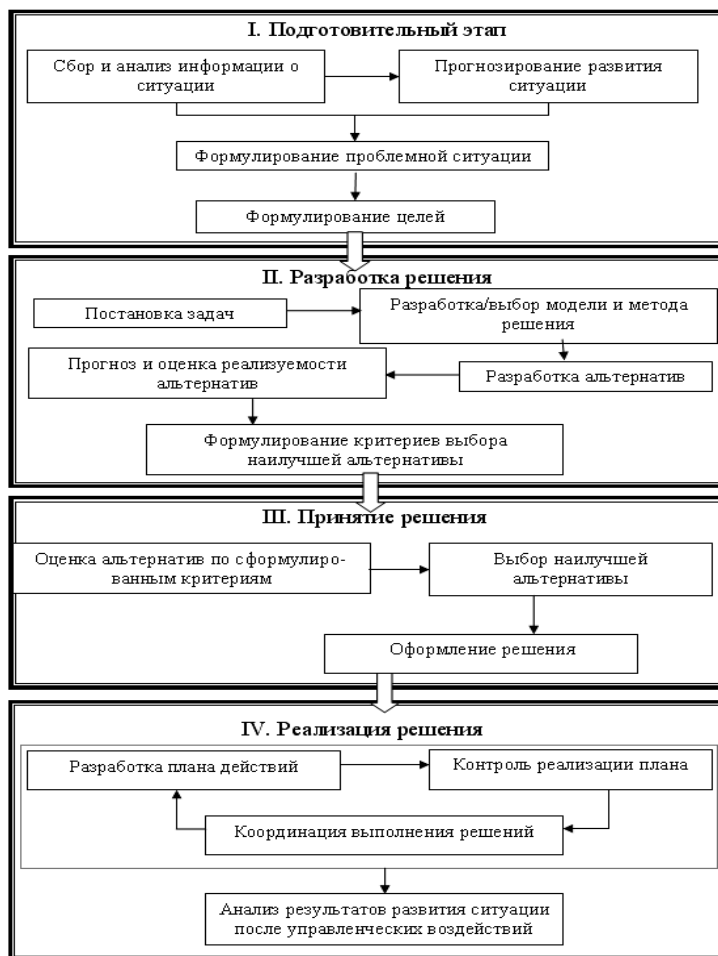 I. Подготовительный этап
Сбор и анализ информации о
ситуации
Прогнозирование развития
ситуации
Формулирование проблемной ситуации
Формулирование целей
II. Разработка решения
Постановка задач
Разработка/выбор модели и метода
решения
Прогноз и оценка реализуемости
альтернатив
Разработка альтернатив
Формулирование критериев выбора
наилучшей альтернативы
III. Принятие решения
Оценка альтернатив по сформулиро-
ванным критериям
Выбор наилучшей
альтернативы
Оформление решения
IV. Реализация решения
Разработка плана действий
Контроль реализации плана
Координация выполнения решений
Анализ результатов развития ситуации
после управленческих воздействий